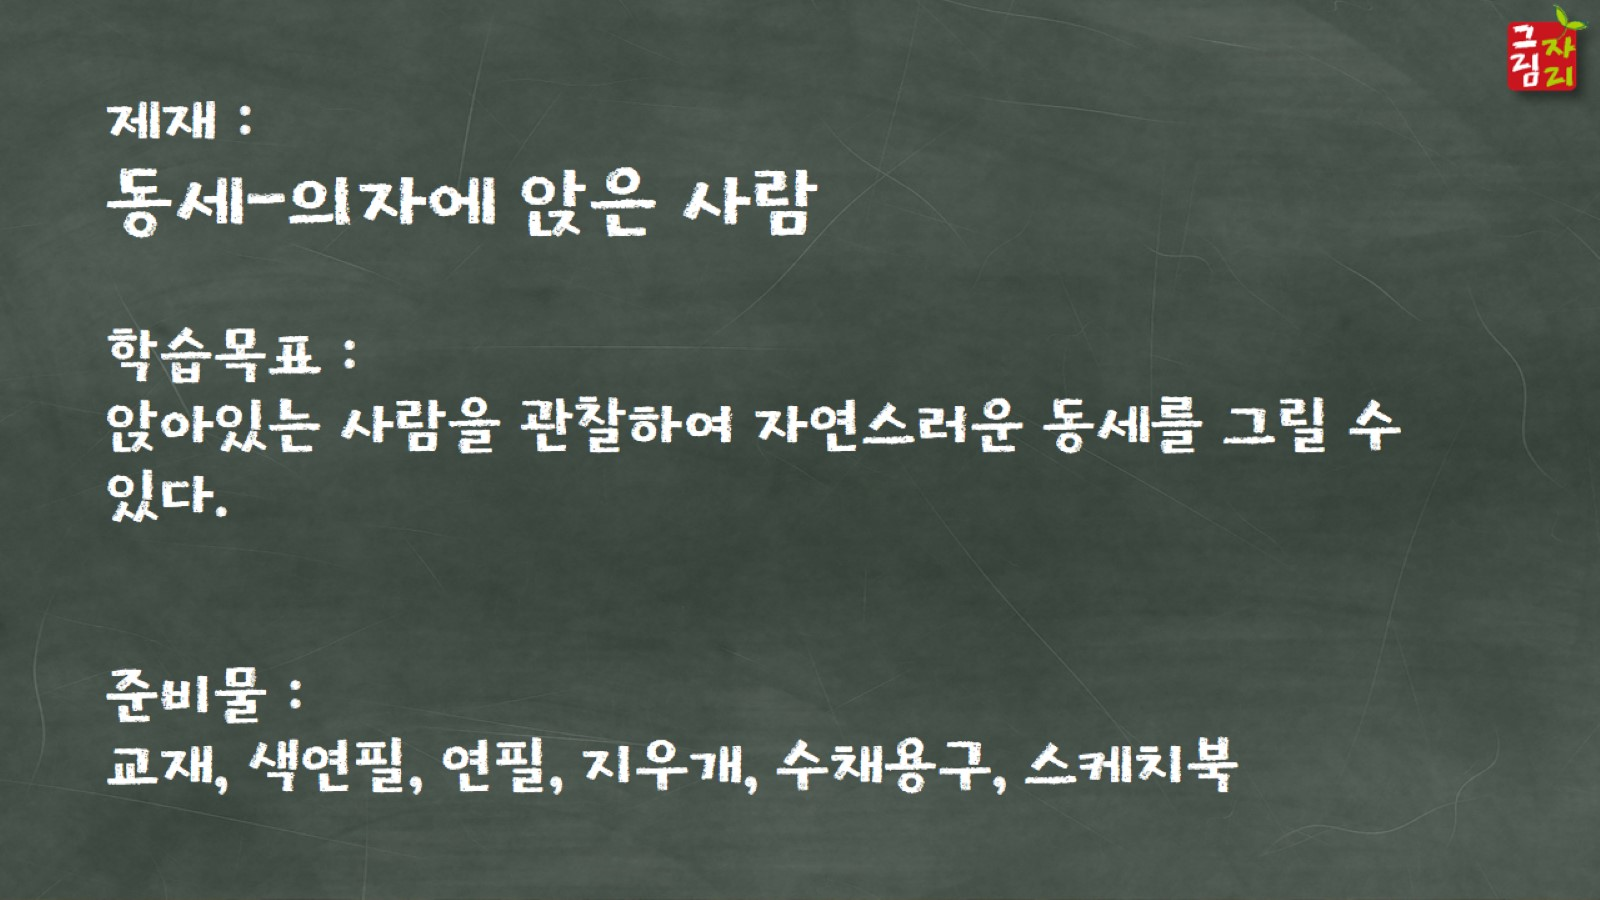 그림
자리
제재 :
동세-의자에 앉은 사람
학습목표 :
앉아있는 사람을 관찰하여 자연스러운 동세를 그릴 수
있다.
준비물 :
교재, 색연필, 연필, 지우개, 수채용구, 스케치북